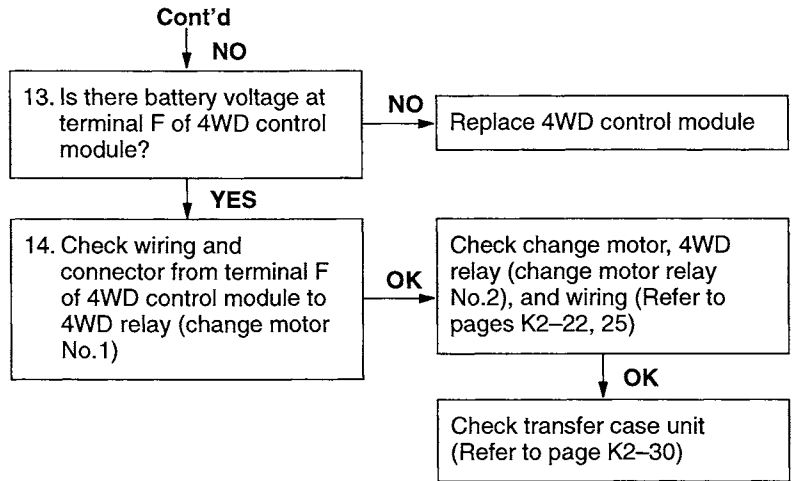 Cont'd
NO
13. Is there battery voltage at
terminal F of 4WD control
module?
NO
Replace 4WD control module
YES
14. Check wiring and
connector from terminal F
of 4WD control module to
4WD relay (change motor
No.1)
OK
Check change motor, 4WD
relay (change motor relay
No.2), and wiring (Refer to
pages K2–22, 25)
OK
Check transfer case unit
(Refer to page K2–30)